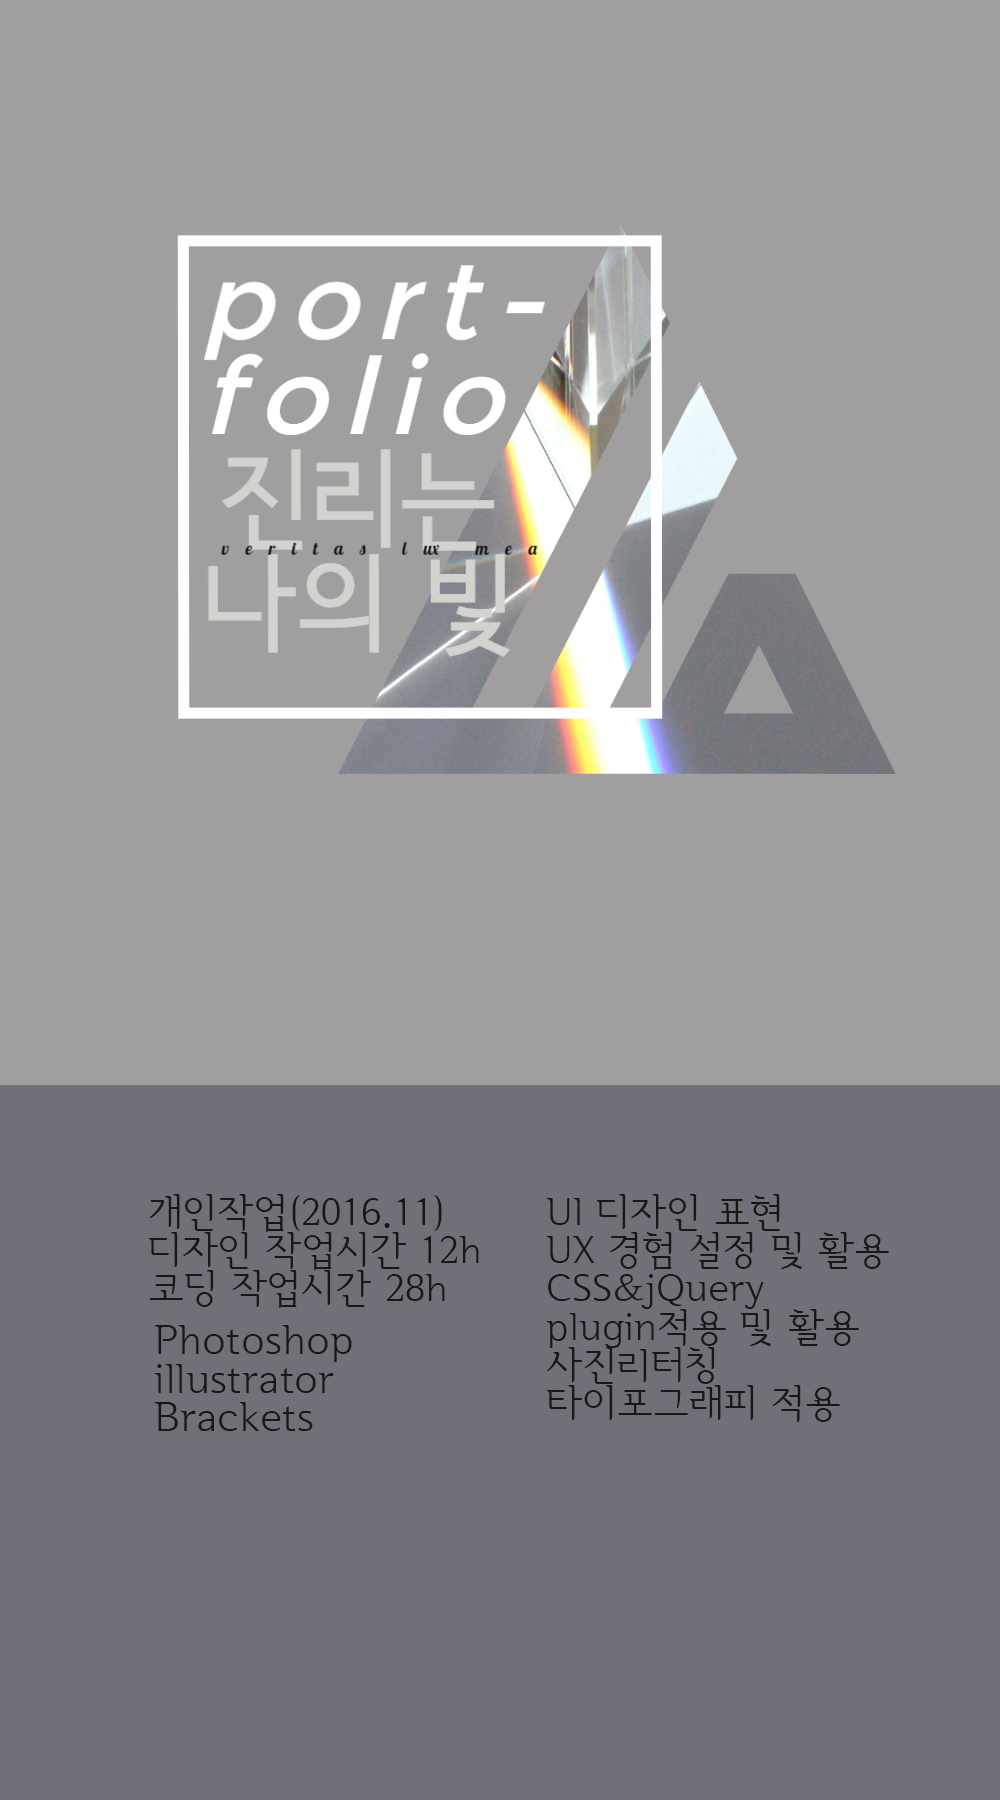 port-
folio
진리는
veritas lux mea
나의 빛
개인작업(2016.11)
디자인 작업시간 12h
코딩 작업시간 28h
Photoshop
illustrator
Brackets
UI 디자인 표현
UX 경험 설정 및 활용
CSS&jQuery
plugin적용 및 활용
사진리터칭
타이포그래피 적용